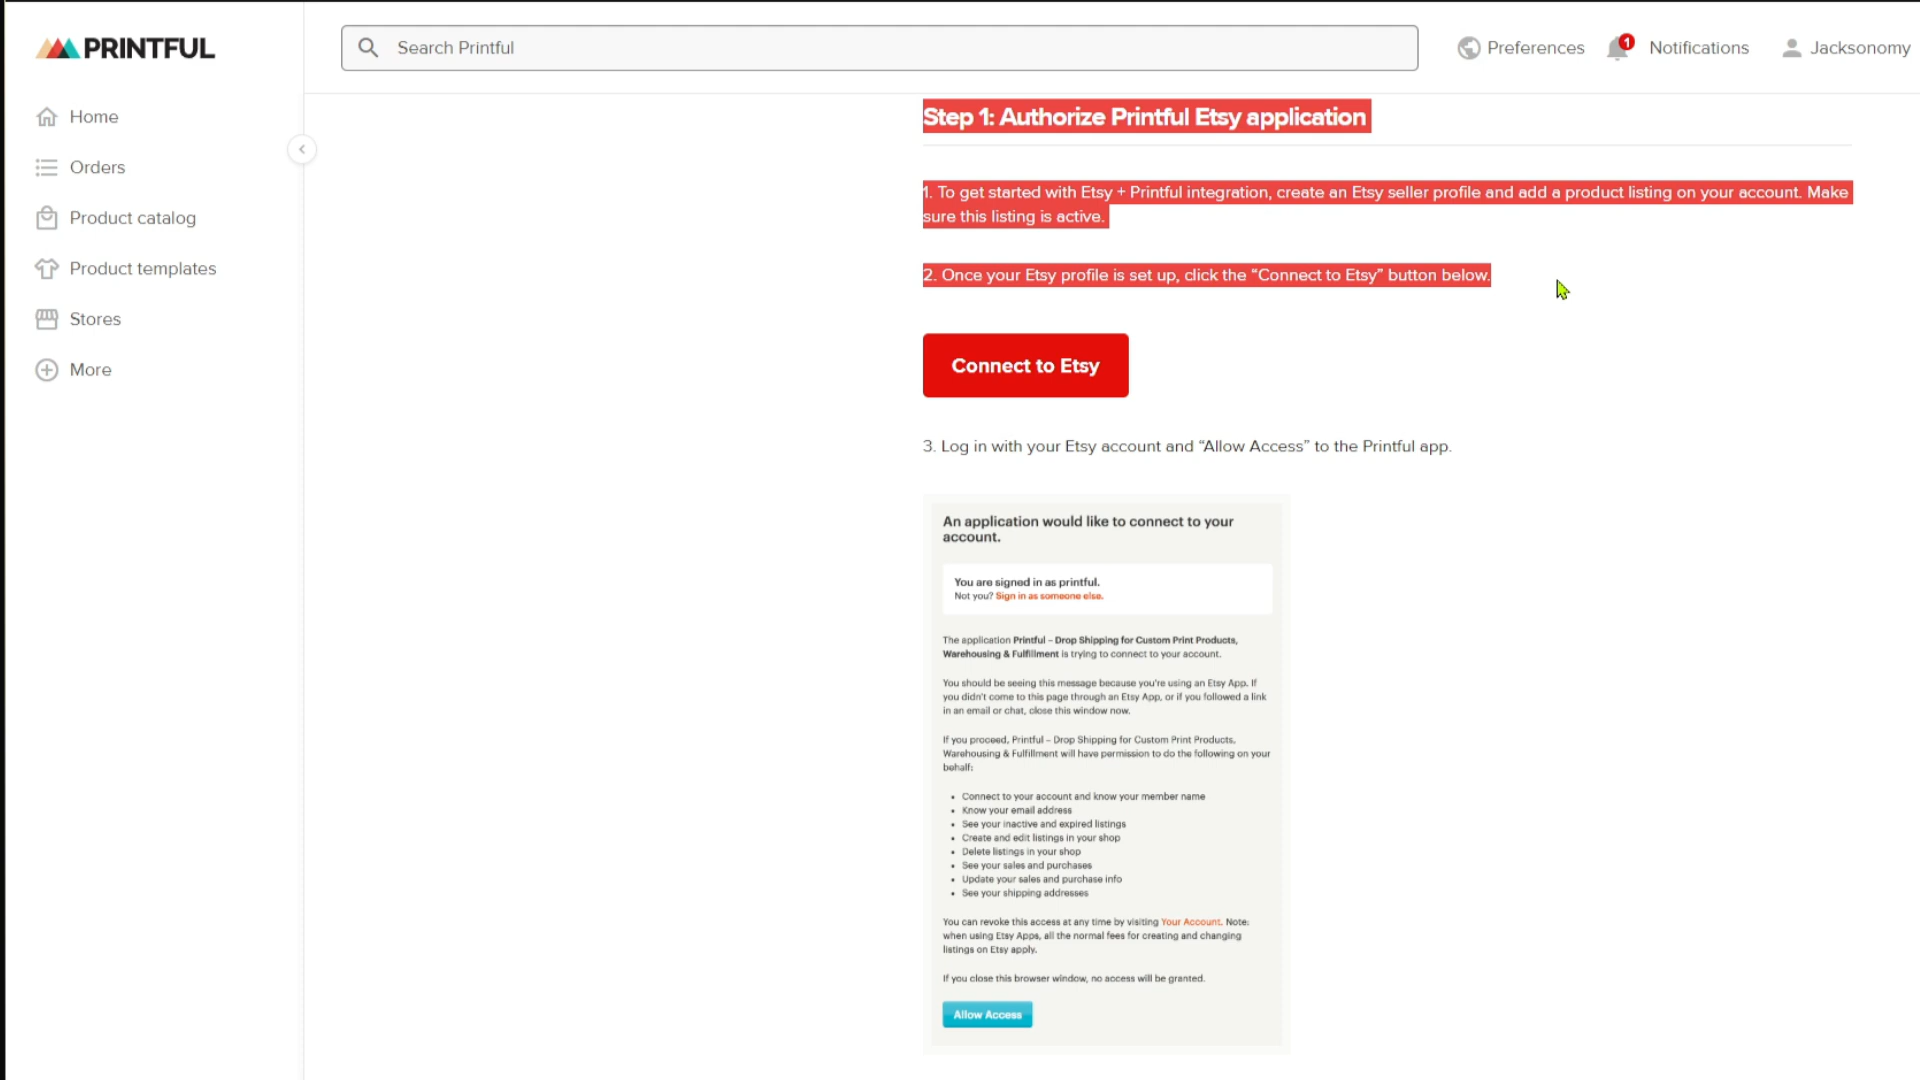 PRINTFUL
Search Printful
Preferences
1
Notifications
Jacksonomy
Home
Orders
Product catalog
Product templates
Stores
More
Step 1: Authorize Printful Etsy application
1. To get started with Etsy + Printful integration, create an Etsy seller profile and add a product listing on your account. Make
sure this listing is active.
2. Once your Etsy profile is set up, click the “Connect to Etsy” button below.
Connect to Etsy
3. Log in with your Etsy account and “Allow Access” to the Printful app.
An application would like to connect to your
account.
You are signed in as printful.
Not you? Sign in as someone else.
The application Printful – Drop Shipping for Custom Print Products,
Warehousing & Fulfillment is trying to connect to your account.
You should be seeing this message because you're using an Etsy App. If
you didn't come to this page through an Etsy App, or if you followed a link
in an email or chat, close this window now.
If you proceed, Printful – Drop Shipping for Custom Print Products,
Warehousing & Fulfillment will have permission to do the following on your
behalf:
• Connect to your account and know your member name
• Know your email address
• See your inactive and expired listings
• Create and edit listings in your shop
• Delete listings in your shop
• See your sales and purchases
• Update your sales and purchase info
• See your shipping addresses
You can revoke this access at any time by visiting Your Account. Note:
when using Etsy Apps, all the normal fees for creating and changing
listings on Etsy apply.
If you close this browser window, no access will be granted.
Allow Access